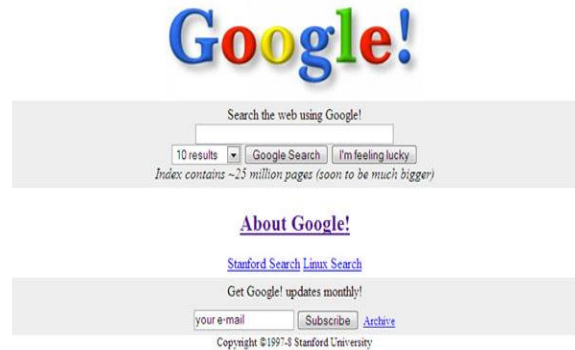 Google!
Search the web using Google!
10 results Google Search I'm feeling lucky
Index contains ~25 million pages (soon to be much bigger)
About Google!
Stanford Search Linux Search
Get Google! updates monthly!
your e-mail Subscribe Archive
Copyright ©1997-8 Stanford University